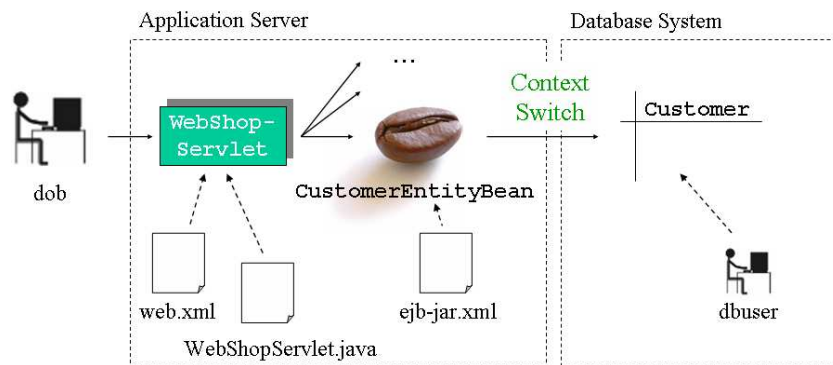 Application Server
Database System
...
Context
Switch
WebShop-
Servlet
Customer
dob
CustomerEntityBean
web.xml
ejb-jar.xml
dbuser
WebShopServlet.java